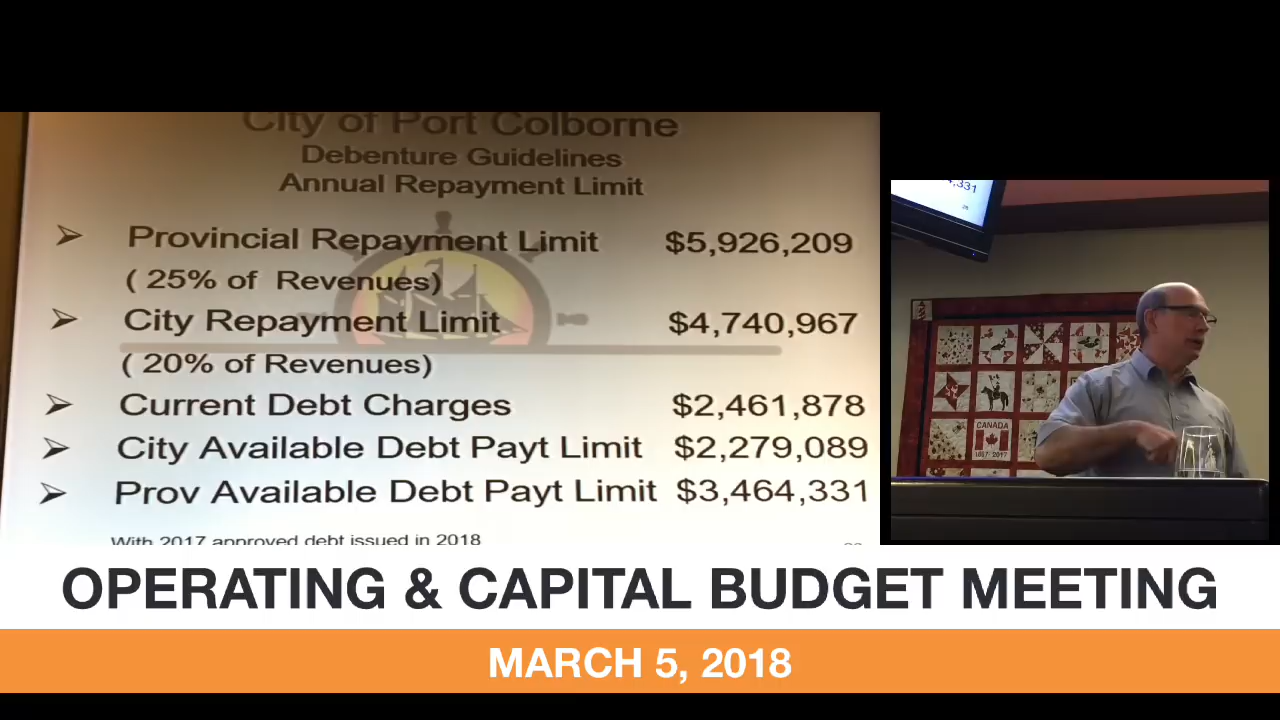 City of Port Colborne
Debenture Guidelines
Annual Repayment Limit
➢ Provincial Repayment Limit $5,926,209
( 25% of Revenues)
➢ City Repayment Limit $4,740,967
( 20% of Revenues)
➢ Current Debt Charges $2,461,878
➢ City Available Debt Payt Limit $2,279,089
➢ Prov Available Debt Payt Limit $3,464,331
With 2017 approved debt issued in 2018
,331
CANADA
1867 2017
OPERATING & CAPITAL BUDGET MEETING
MARCH 5, 2018